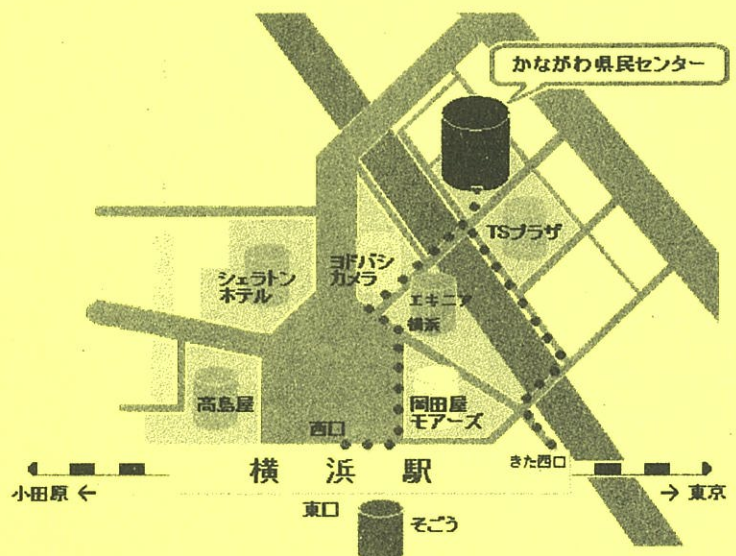 かながわ県民センター
TSプラザ
ヨドバシ
カメラ
シェラトン
ホテル
エキニア
横浜
高島屋
岡田屋
モアーズ
西口
きた西口
横浜駅
小田原 ←
→ 東京
東口
そごう